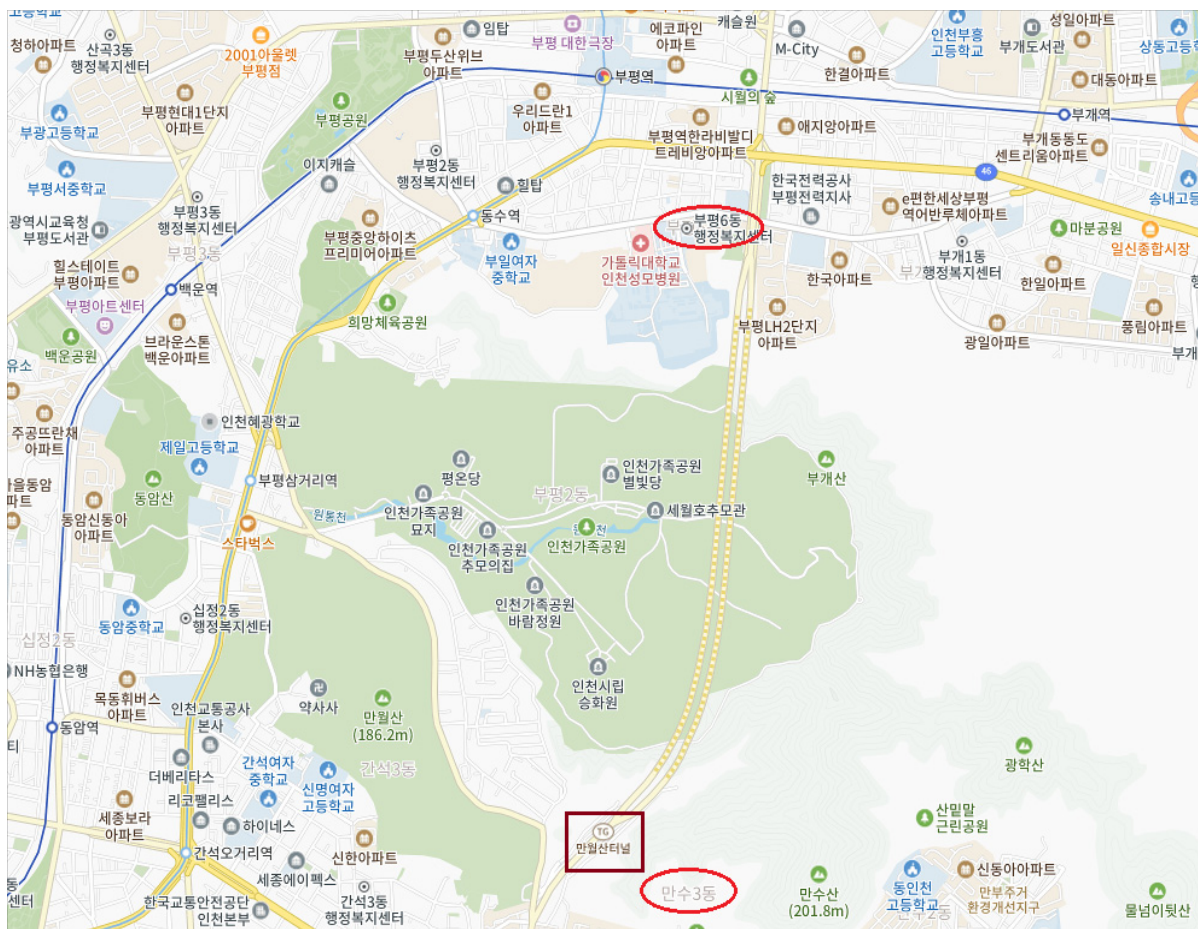 청하아파트
산곡3동
행정복지센터
2001아울렛
부평점
임탑
부평두산위브
아파트
부평 대한극장
에코파인
아파트
캐슬원
M-City
인천부흥
고등학교
한결아파트
부개도서관
성일아파트
상동고등
대동아파트
부평역
시월의 숲
부개역
부평현대1단지
아파트
부광고등학교
부평공원
우리드란1
아파트
부평역한라비발디
트레비앙아파트
애지앙아파트
부개동동도
센트리움아파트
46
부평서중학교
이지캐슬
부평2동
행정복지센터
힐탑
한국전력공사
부평전력지사
송내고등
부평3동
행정복지센터
광역시교육청
부평도서관
부평3동
동수역
부평6동
행정복지센터
e편한세상부평
역어반루체아파트
마분공원
일신종합시장
부평중앙하이츠
프리미어아파트
부일여자
중학교
가톨릭대학교
인천성모병원
부개1동
행정복지센터
힐스테이트
부평아파트
백운역
한국아파트
한일아파트
부평아트센터
희망체육공원
부평LH2단지
아파트
풍림아파트
브라운스톤
백운아파트
백운공원
광일아파트
부개
유소
주공뜨란채
아파트
인천혜광학교
제일고등학교
동암산
부평삼거리역
평온당
인천가족공원
별빛당
부개산
부평2동
인천가족공원
묘지
세월호추모관
원통천
인천가족공원
추모의집
인천가족공원
동암신동아
아파트
스타벅스
인천가족공원
바람정원
동암중학교
십정2동
행정복지센터
십정2동
NH농협은행
인천시립
승화원
목동휘버스
아파트
인천교통공사
본사
약사사
만월산
(186.2m)
동암역
간석3동
광학산
더베리타스
간석여자
중학교
신명여자
고등학교
리코팰리스
세종보라
아파트
하이네스
신한아파트
TG
만월산터널
산밑말
근린공원
간석오거리역
세종에이펙스
만수3동
만수산
(201.8m)
동인천
고등학교
신동아아파트
만부주거
환경개선지구
만수2동
물넘이뒷산
한국교통안전공단
인천본부
간석3동
행정복지센터